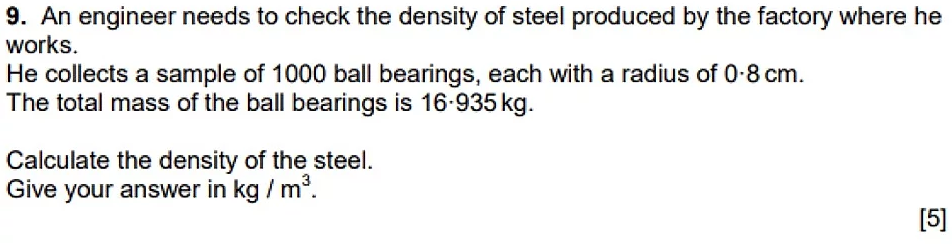 9. An engineer needs to check the density of steel produced by the factory where he
works.
He collects a sample of 1000 ball bearings, each with a radius of 0·8 cm.
The total mass of the ball bearings is 16·935 kg.
Calculate the density of the steel.
Give your answer in kg / m³.
[5]